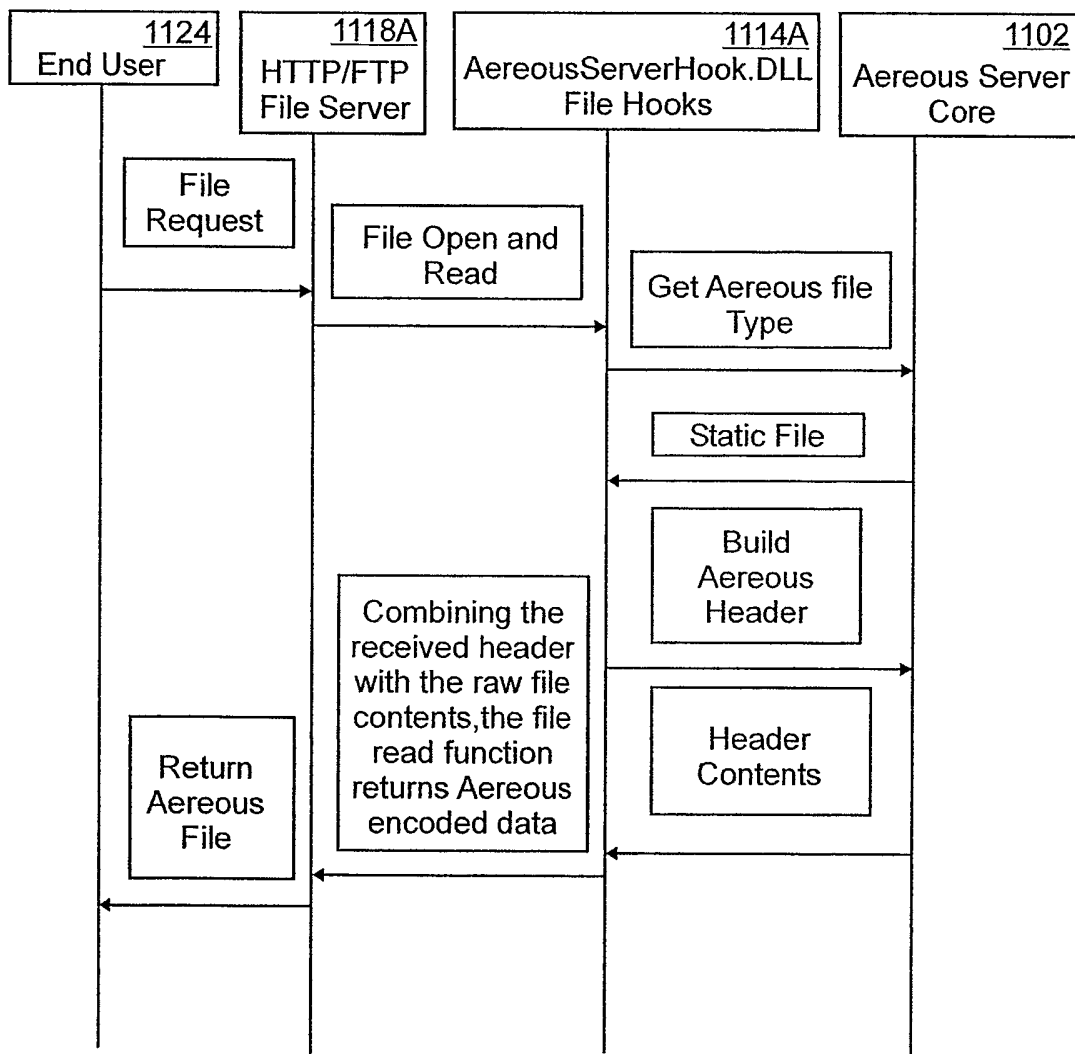 1124
End User
1118A
HTTP/FTP
File Server
1114A
AereousServerHook.DLL
File Hooks
1102
Aereous Server
Core
File
Request
File Open and
Read
Get Aereous file
Type
Static File
Build
Aereous
Header
Combining the
received header
with the raw file
contents,the file
read function
returns Aereous
encoded data
Header
Contents
Return
Aereous
File